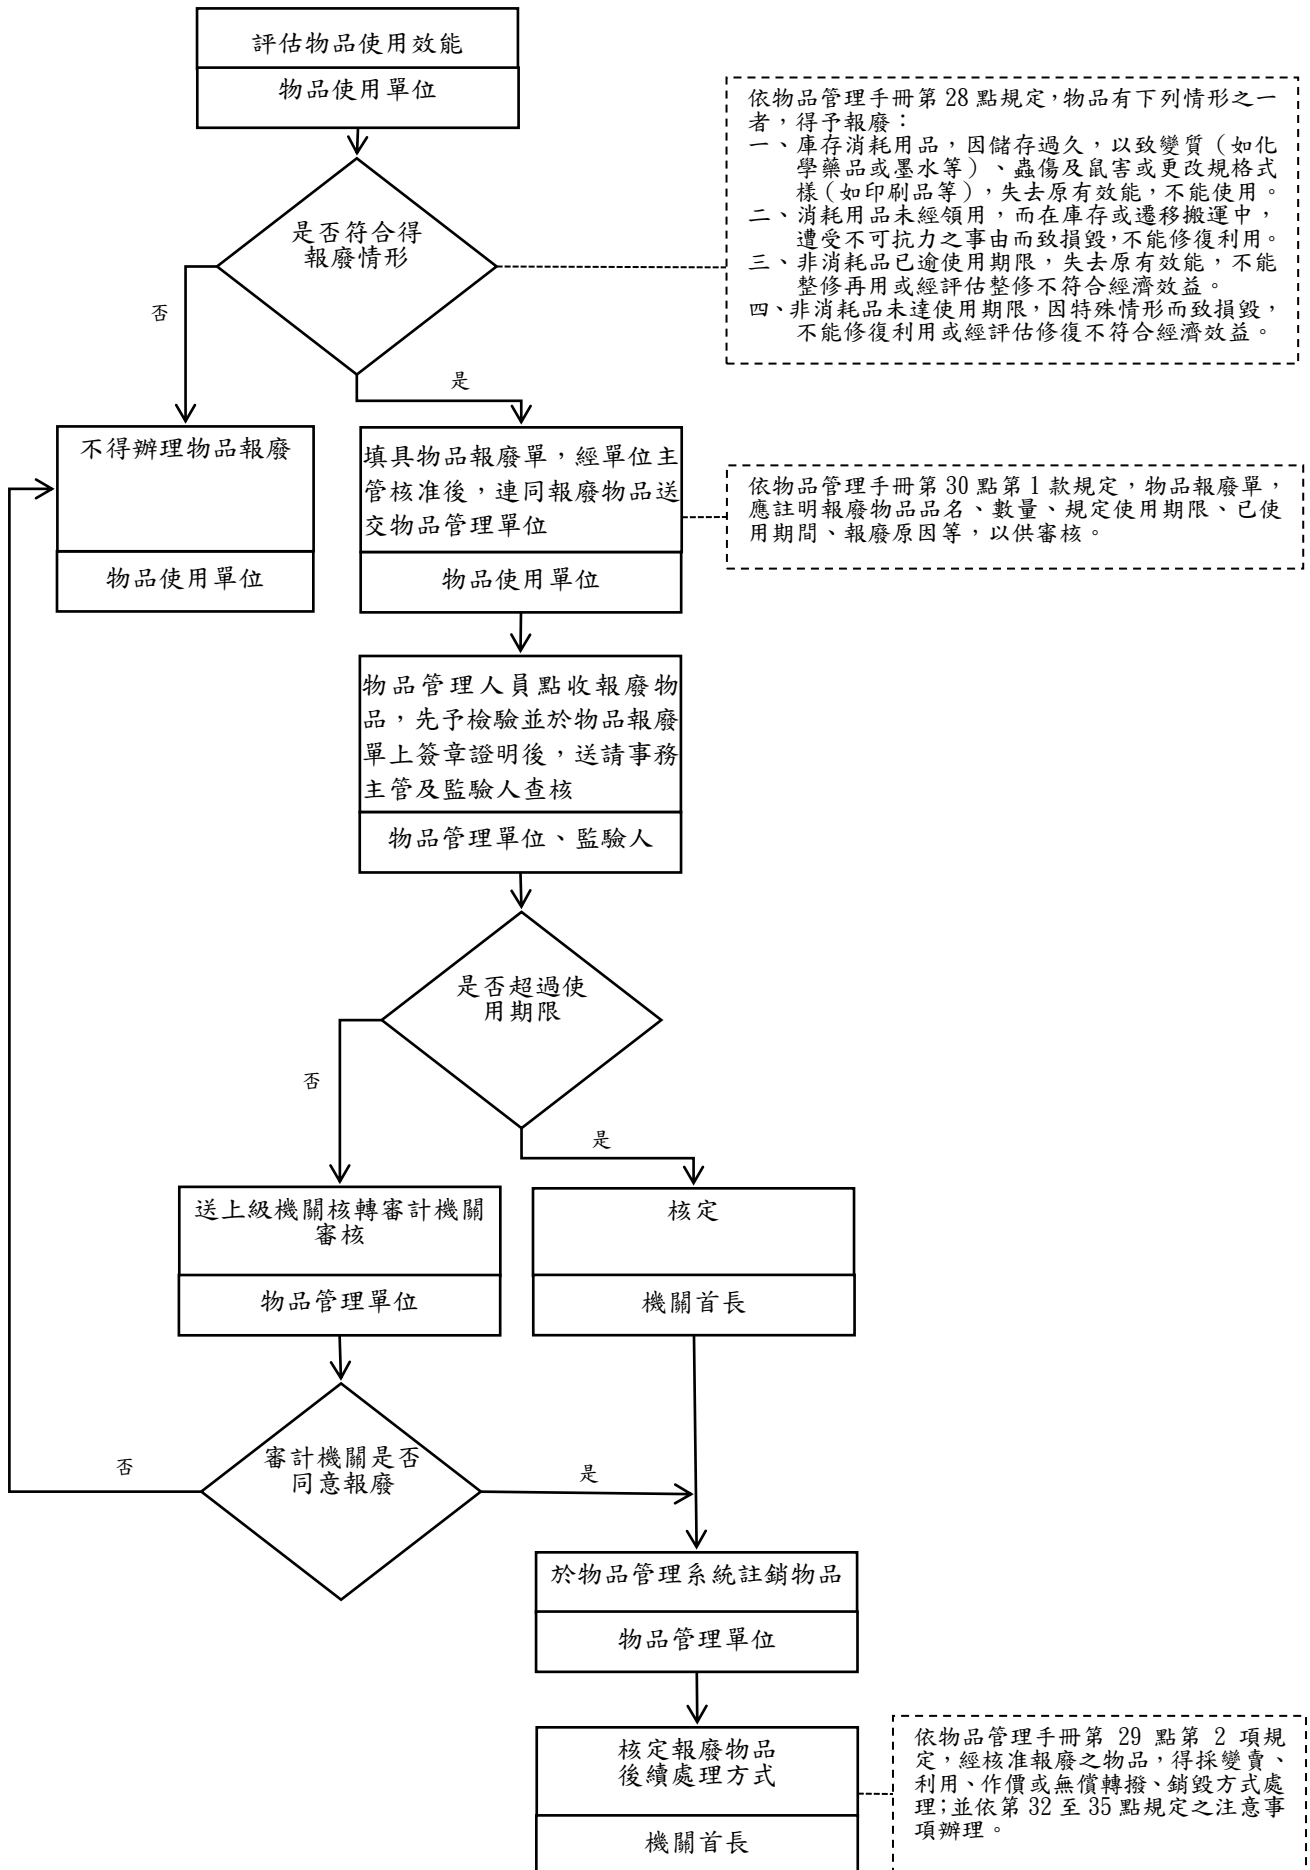 評估物品使用效能
物品使用單位
依物品管理手冊第28點規定,物品有下列情形之一
者,得予報廢：
一、庫存消耗用品,因儲存過久,以致變質（如化
學藥品或墨水等）、蟲傷及鼠害或更改規格式
樣（如印刷品等）,失去原有效能,不能使用。
二、消耗用品未經領用,而在庫存或遷移搬運中,
遭受不可抗力之事由而致損毀,不能修復利用。
三、非消耗品已逾使用期限,失去原有效能,不能
整修再用或經評估整修不符合經濟效益。
四、非消耗品未達使用期限,因特殊情形而致損毀,
不能修復利用或經評估修復不符合經濟效益。
是否符合得
報廢情形
否
是
不得辦理物品報廢
物品使用單位
填具物品報廢單,經單位主
管核准後,連同報廢物品送
交物品管理單位
物品使用單位
依物品管理手冊第30點第1款規定,物品報廢單,
應註明報廢物品品名、數量、規定使用期限、已使
用期間、報廢原因等,以供審核。
物品管理人員點收報廢物
品,先予檢驗並於物品報廢
單上簽章證明後,送請事務
主管及監驗人查核
物品管理單位、監驗人
是否超過使
用期限
否
是
送上級機關核轉審計機關
審核
物品管理單位
核定
機關首長
審計機關是否
同意報廢
否
是
於物品管理系統註銷物品
物品管理單位
核定報廢物品
後續處理方式
機關首長
依物品管理手冊第 29 點第 2 項規
定,經核准報廢之物品,得採變賣、
利用、作價或無償轉撥、銷毀方式處
理;並依第32至35點規定之注意事
項辦理。